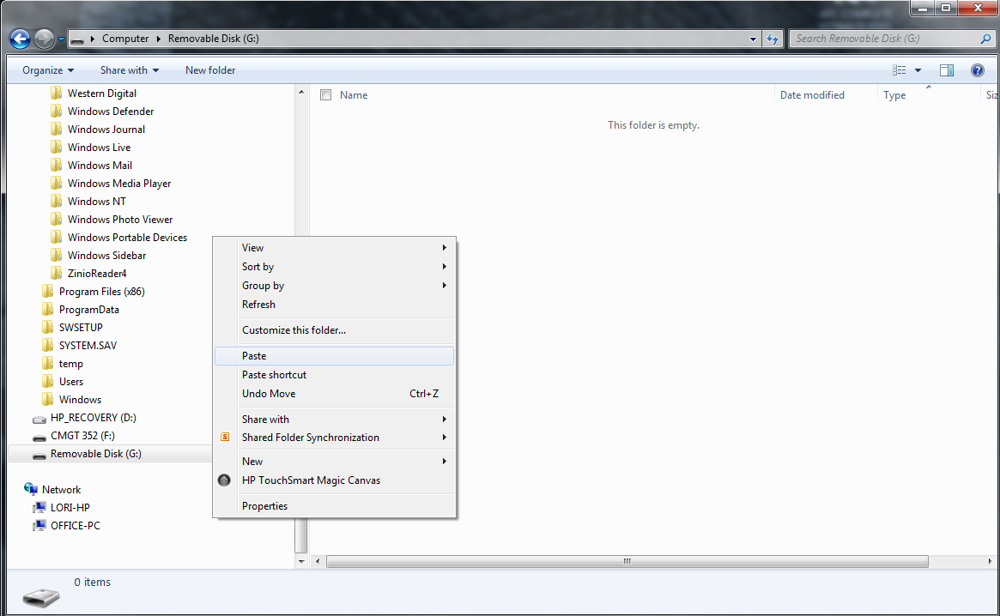 Computer Removable Disk (G:)
Search Removable Disk (G:)
Organize Share with New folder
Western Digital
Windows Defender
Windows Journal
Windows Live
Windows Mail
Windows Media Player
Windows NT
Windows Photo Viewer
Windows Portable Devices
Windows Sidebar
ZinioReader4
Program Files (x86)
ProgramData
SWSETUP
SYSTEM.SAV
temp
Users
Windows
HP_RECOVERY (D:)
CMGT 352 (F:)
Removable Disk (G:)
Network
LORI-HP
OFFICE-PC
Name Date modified Type Siz
This folder is empty.
View
Sort by
Group by
Refresh
Customize this folder...
Paste
Paste shortcut
Undo Move Ctrl+Z
Share with
S Shared Folder Synchronization
New
HP TouchSmart Magic Canvas
Properties
0 items